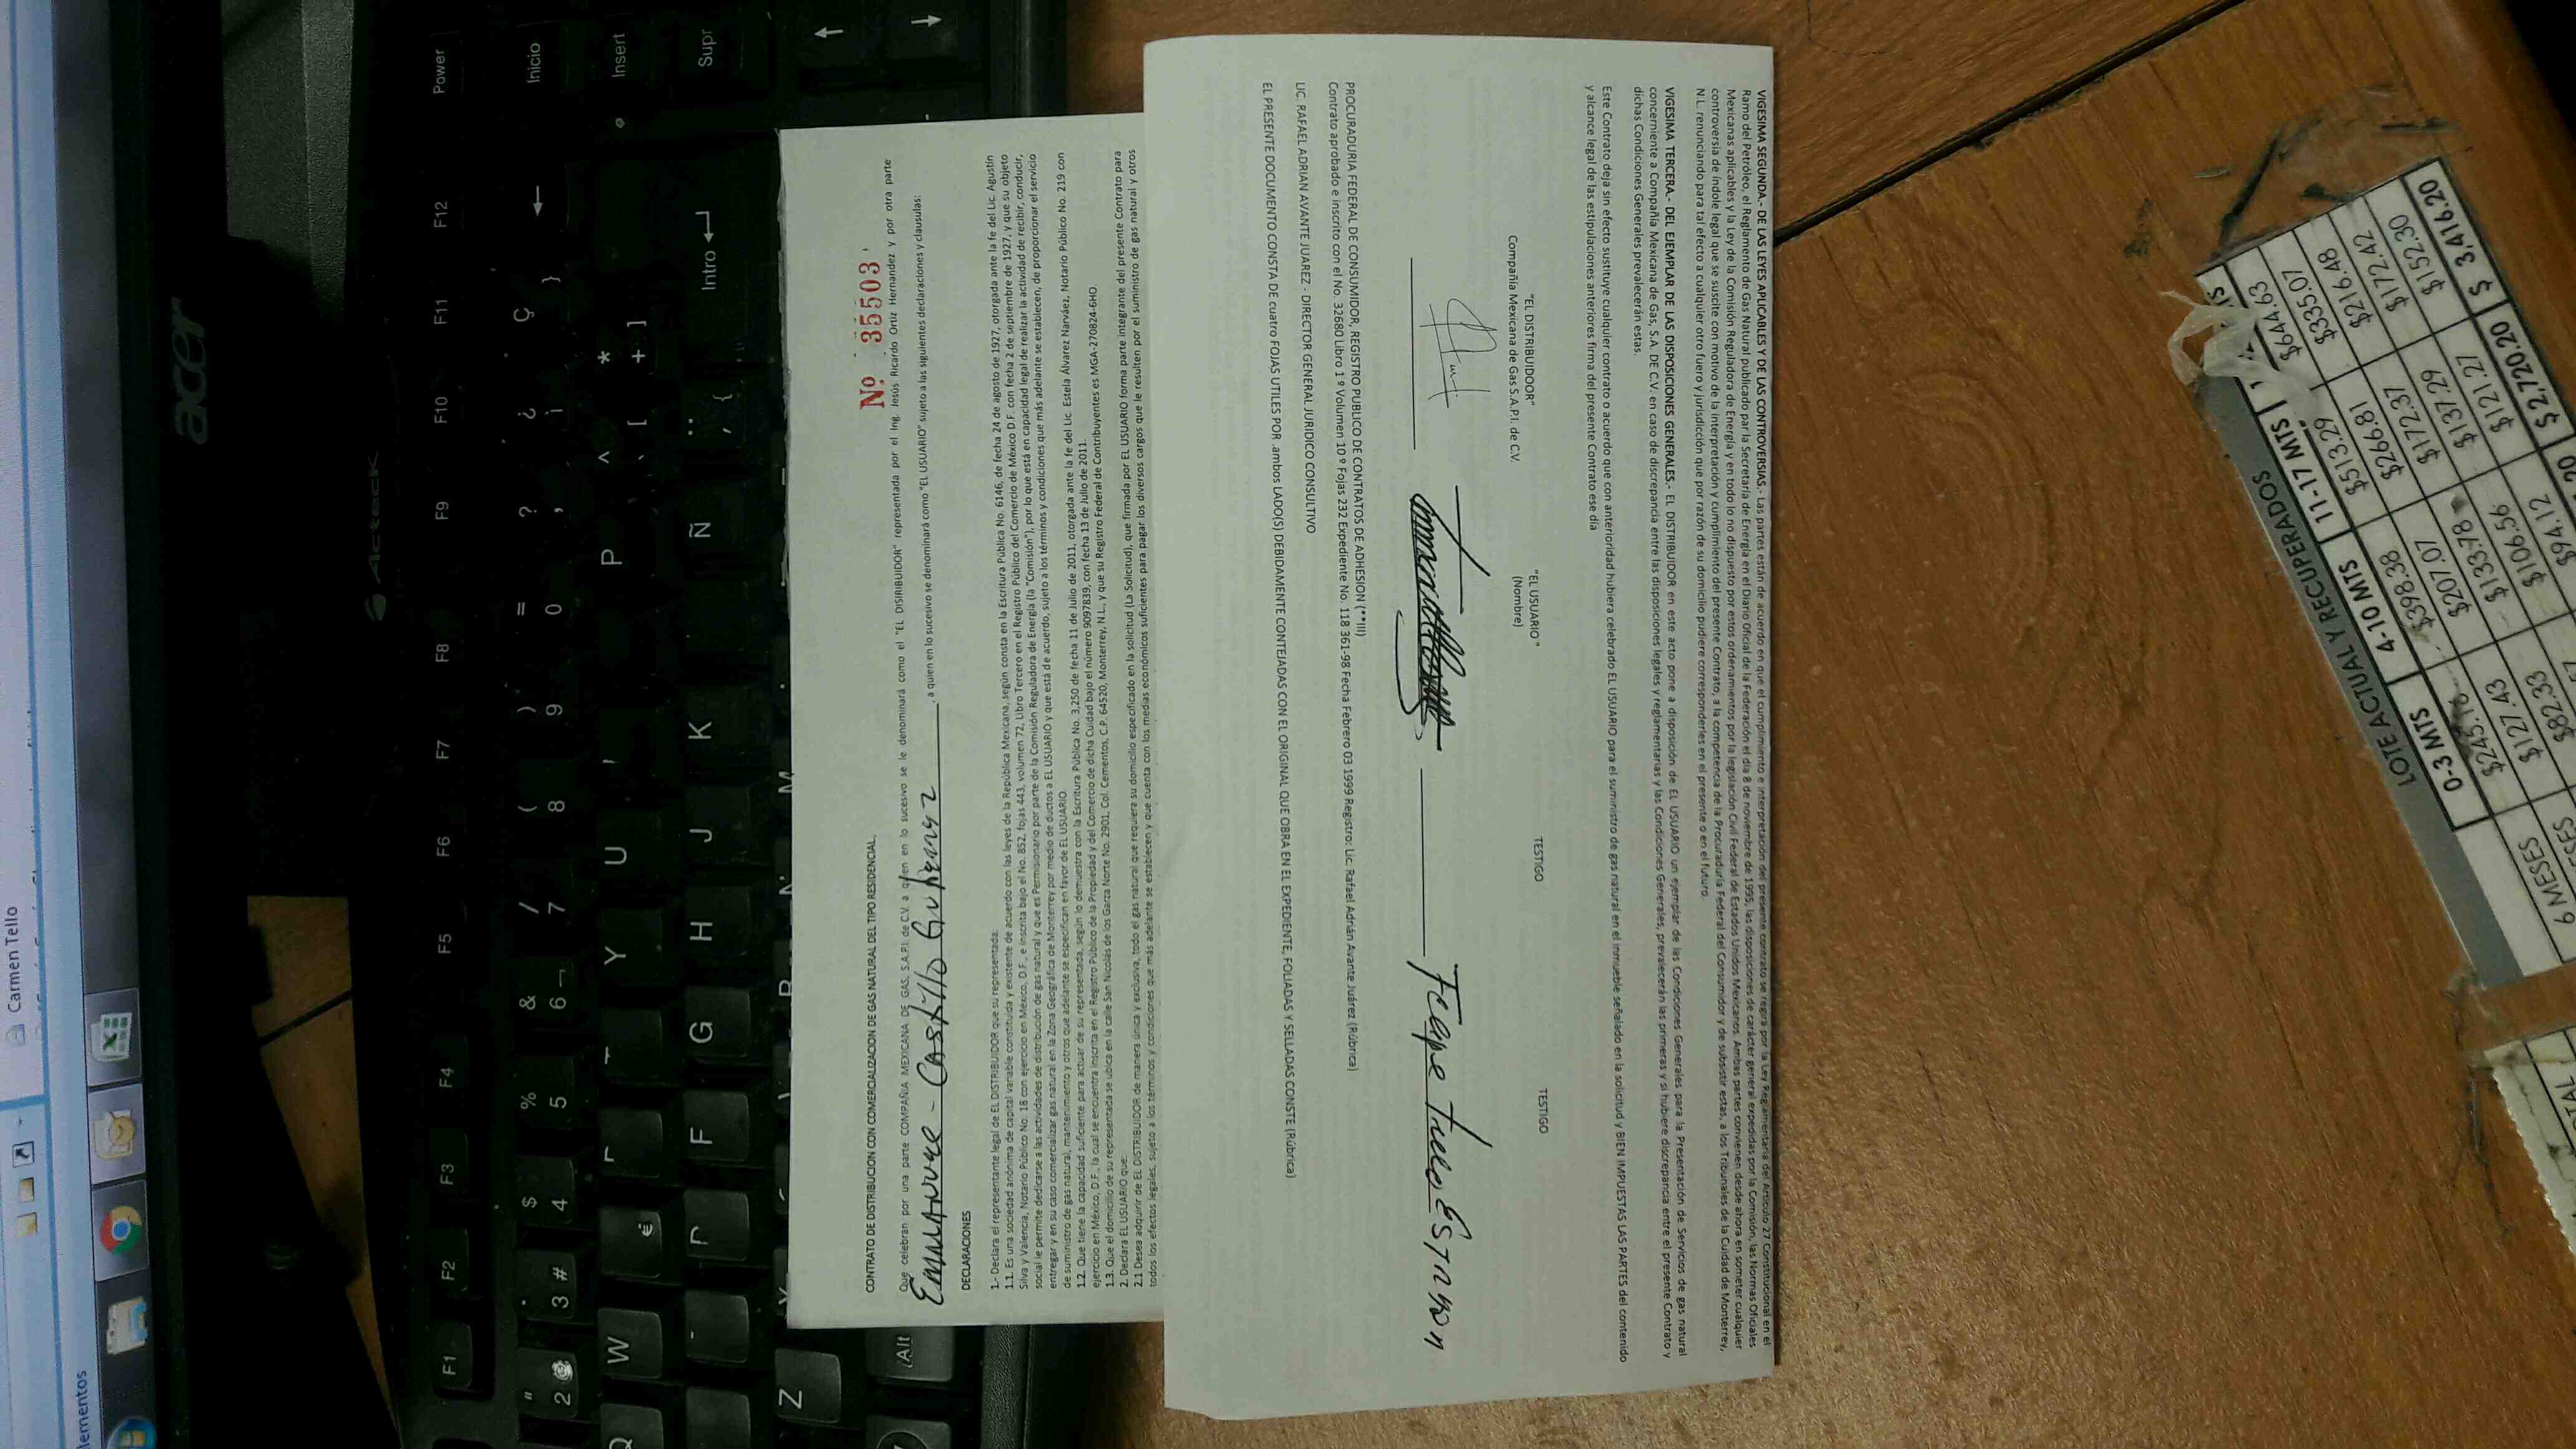 CONTRATO DE DISTRIBUCION CON COMERCIALIZACION DE GAS NATURAL DEL TIPO RESIDENCIAL.
Nº 35503
Que celebran por una parte COMPAÑIA MEXICANA DE GAS, S.A.P.I. de C.V. a quien en lo sucesivo se le denominará como el "EL DISTRIBUIDOR" representada por el Ing. Jesús Ricardo Ortiz Hernandez y por otra parte
Emmanuel - Castillo Gutierrez, a quien en lo sucesivo se denominará como "EL USUARIO" sujeto a las siguientes declaraciones y clausulas:
DECLARACIONES
1.- Declara el representante legal de EL DISTRIBUIDOR que su representada:
1.1. Es una sociedad anónima de capital variable constituida y existente de acuerdo con las leyes de la República Mexicana, según consta en la Escritura Pública No. 6146, de fecha 24 de agosto de 1927, otorgada ante la fe del Lic. Agustín
Silva y Valencia, Notario Público No. 18 con ejercicio en México, D.F., e inscrita bajo el No. 852, fojas 443, volumen 72, Libro Tercero en el Registro Público del Comercio de México D.F. con fecha 2 de septiembre de 1927, y que su objeto
social le permite dedicarse a las actividades de distribución de gas natural y que es Permisionario por parte de la Comisión Reguladora de Energía (la "Comisión"), por lo que está en capacidad legal de realizar la actividad de recibir, conducir,
entregar y en su caso comercializar gas natural en la Zona Geográfica de Monterrey por medio de ductos a EL USUARIO y que está de acuerdo, sujeto a los términos y condiciones que más adelante se establecen, de proporcionar el servicio
de suministro de gas natural, mantenimiento y otros que adelante se especifican en favor de EL USUARIO.
1.2. Que tiene la capacidad suficiente para actuar de su representada, según lo demuestra con la Escritura Pública No. 3,250 de fecha 11 de Julio de 2011, otorgada ante la fe del Lic. Estela Álvarez Narváez, Notario Público No. 219 con
ejercicio en México, D.F., la cual se encuentra inscrita en el Registro Público de la Propiedad y del Comercio de dicha Cuidad bajo el número 9097839, con fecha 13 de Julio de 2011.
1.3. Que el domicilio de su representada se ubica en la calle San Nicolás de los Garza Norte No. 2901, Col. Cementos, C.P. 64520, Monterrey, N.L., y que su Registro Federal de Contribuyentes es MGA-270824-6H0
2. Declara EL USUARIO que:
2.1 Desea adquirir de EL DISTRIBUIDOR de manera única y exclusiva, todo el gas natural que requiera su domicilio especificado en la solicitud (La Solicitud), que firmada por EL USUARIO forma parte integrante del presente Contrato para
todos los efectos legales, sujeto a los términos y condiciones que más adelante se establecen y que cuenta con los medias económicos suficientes para pagar los diversos cargos que le resulten por el suministro de gas natural y otros
VIGESIMA SEGUNDA.- DE LAS LEYES APLICABLES Y DE LAS CONTROVERSIAS.- Las partes están de acuerdo en que el cumplimiento e interpretación del presente contrato se regirá por la Ley Reglamentaria del Artículo 27 Constitucional en el
Ramo del Petróleo, el Reglamento de Gas Natural publicado par la Secretaría de Energía en el Diario Oficial de la Federación el día 8 de noviembre de 1995, las disposiciones de carácter general expedidas por la Comisión, las Normas Oficiales
Mexicanas aplicables y la Ley de la Comisión Reguladora de Energía y en todo lo no dispuesto por estos ordenamientos por la legislación Civil Federal de Estados Unidos Mexicanos. Ambas partes convienen desde ahora en someter cualquier
controversia de índole legal que se suscite con motivo de la interpretación y cumplimiento del presente Contrato, a la competencia de la Procuraduría Federal del Consumidor y de subsistir estas, a los Tribunales de la Cuidad de Monterrey,
N.L. renunciando para tal efecto a cualquier otro fuero y jurisdicción que por razón de su domicilio pudiere corresponderles en el presente o en el futuro.
VIGESIMA TERCERA.- DEL EJEMPLAR DE LAS DISPOSICIONES GENERALES.- EL DISTRIBUIDOR en este acto pone a disposición de EL USUARIO un ejemplar de las Condiciones Generales para la Presentación de Servicios de gas natural
concerniente a Compañía Mexicana de Gas, S.A. DE C.V. en caso de discrepancia entre las disposiciones legales y reglamentarias y las Condiciones Generales, prevalecerán las primeras y si hubiere discrepancia entre el presente Contrato y
dichas Condiciones Generales prevalecerán estas.
Este Contrato deja sin efecto sustituye cualquier contrato o acuerdo que con anterioridad hubiera celebrado EL USUARIO para el suministro de gas natural en el inmueble señalado en la solicitud y BIEN IMPUESTAS LAS PARTES del contenido
y alcance legal de las estipulaciones anteriores firma del presente Contrato ese día
"EL DISTRIBUIDOOR"
Compañía Mexicana de Gas S.A.P.I. de C.V.
"EL USUARIO"
(Nombre)
TESTIGO
TESTIGO
Felipe
PROCURADURIA FEDERAL DE CONSUMIDOR, REGISTRO PUBLICO DE CONTRATOS DE ADHESION (**III)
Contrato aprobado e inscrito con el No. 32680 Libro 1º Volumen 10º Fojas 232 Expediente No. 118 361-98 Fecha Febrero 03 1999 Registro: Lic. Rafael Adrián Avante Juárez (Rúbrica)
LIC. RAFAEL ADRIAN AVANTE JUAREZ - DIRECTOR GENERAL JURIDICO CONSULTIVO
EL PRESENTE DOCUMENTO CONSTA DE cuatro FOJAS UTILES POR ambos LADO(S) DEBIDAMENTE CONTEJADAS CON EL ORIGINAL QUE OBRA EN EL EXPEDIENTE, FOLIADAS Y SELLADAS CONSTE (Rúbrica)
LOTE ACTUAL Y RECUPERADOS
0-3 MTS 4-10 MTS 11-17 MTS
6 MESES $245.16 $398.38 $513.29 $644.63
$127.43 $207.07 $266.81 $335.07
$82.33 $133.78 $172.37 $216.48
$106.56 $137.29 $172.42
$94.12 $121.27 $152.30
$2,720.20 $ 3,416.20
acer
Acteck
Carmen Tello
lementos
Power
Inicio
Insert
Supr
Intro
F1 F2 F3 F4 F5 F6 F7 F8 F9 F10 F11 F12
2 @ 3 # 4 $ 5 % 6 & 7 / 8 ( 9 ) 0 =
W Y U P
F G H J K Ñ
Z
Alt